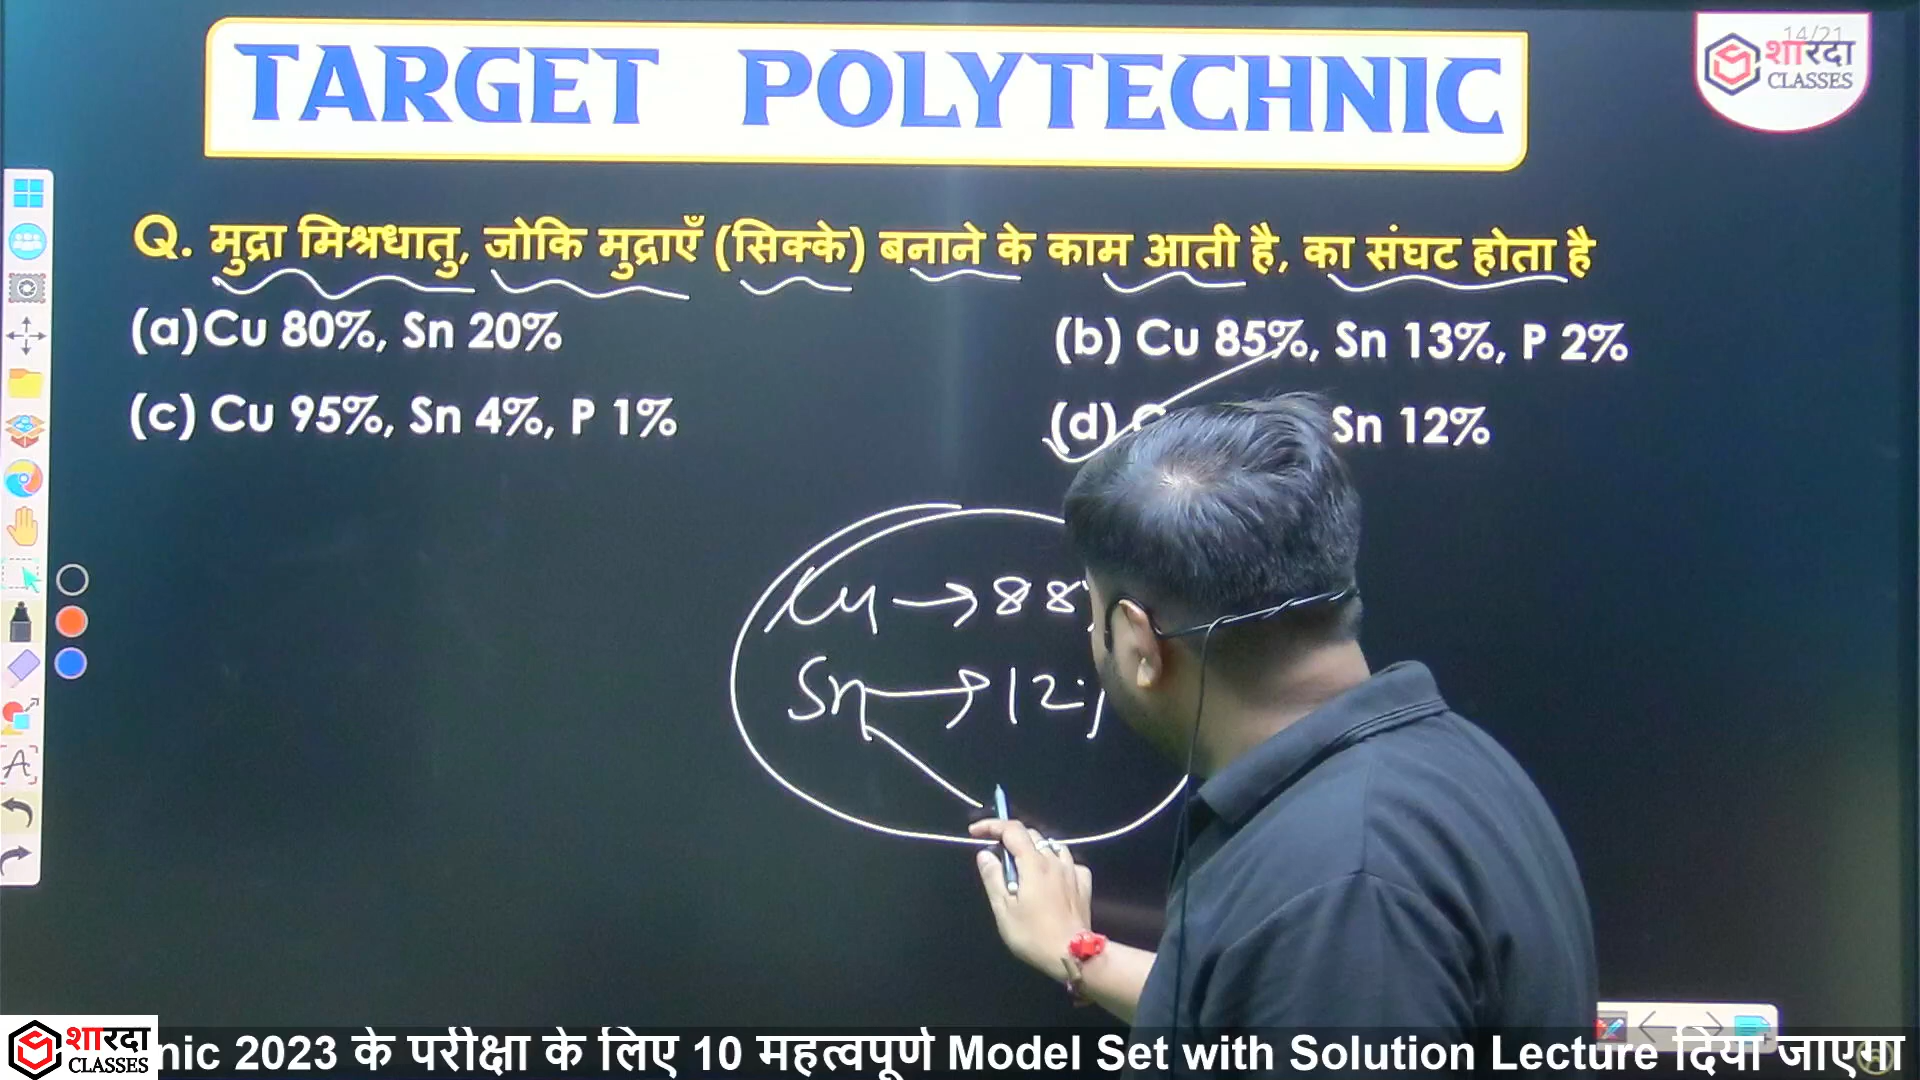 TARGET POLYTECHNIC
14/21
शारदा
CLASSES
Q. मुद्रा मिश्रधातु, जोकि मुद्राएँ (सिक्के) बनाने के काम आती है, का संघट होता है
(a) Cu 80%, Sn 20%
(b) Cu 85%, Sn 13%, P 2%
(c) Cu 95%, Sn 4%, P 1%
(d) Sn 12%
Cu → 88
Sn → 12%
शारदा
CLASSES
nic 2023 के परीक्षा के लिए 10 महत्वपूर्ण Model Set with Solution Lecture दिया जाएगा